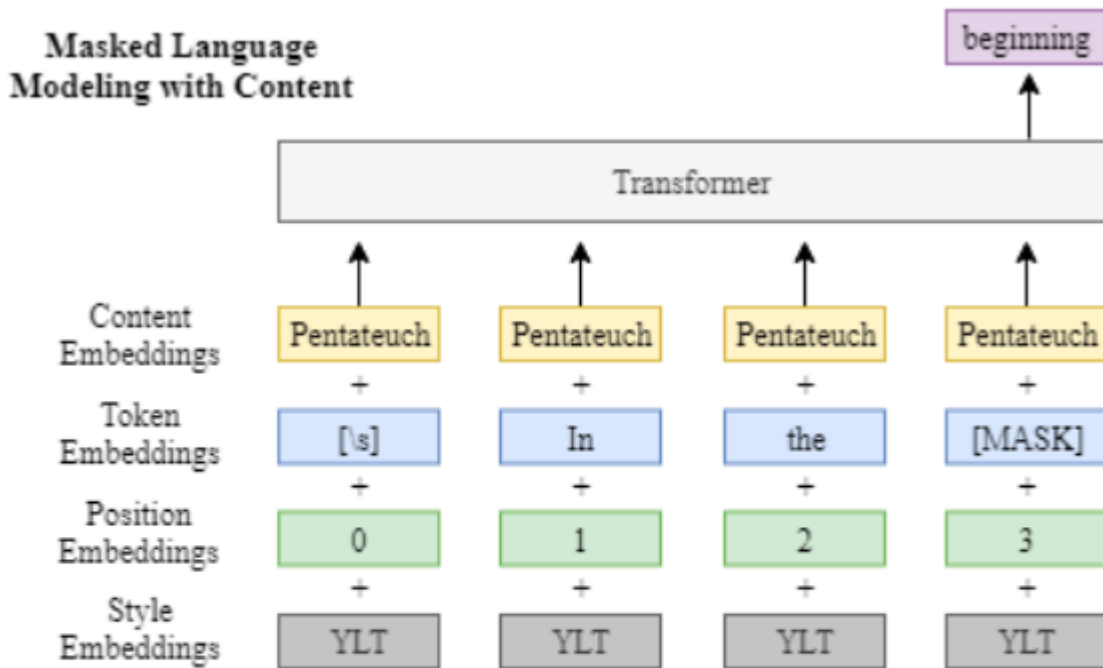 beginning
Masked Language
Modeling with Content
Transformer
Content
Embeddings
Pentateuch Pentateuch Pentateuch Pentateuch
+ + + +
Token
Embeddings
[\s] In the [MASK]
+ + + +
Position
Embeddings
0 1 2 3
+ + + +
Style
Embeddings
YLT YLT YLT YLT